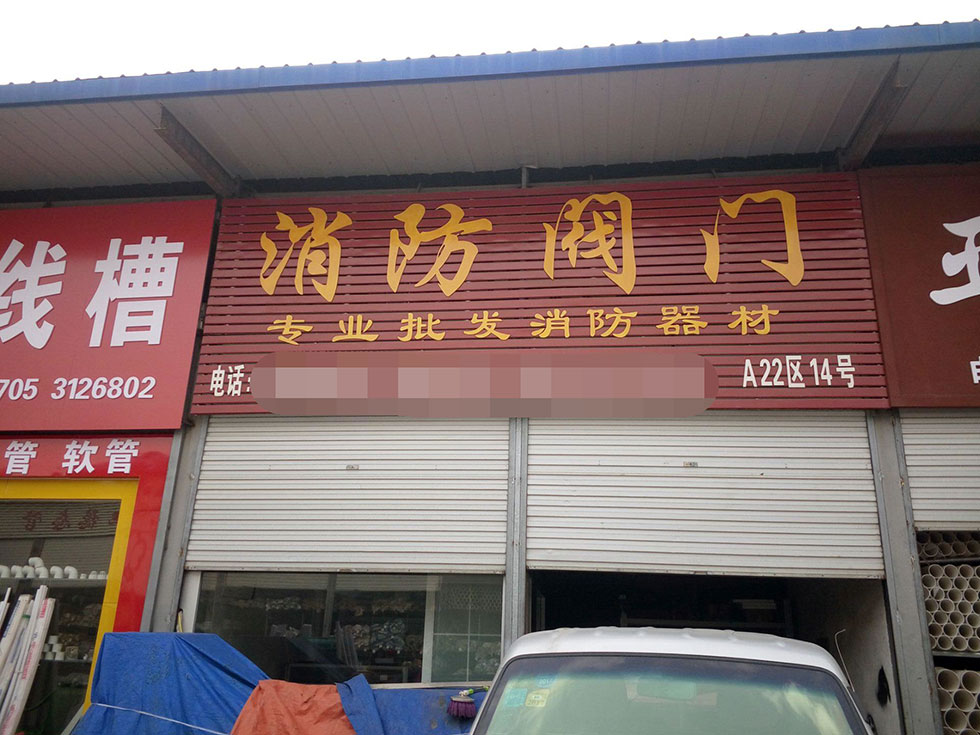 消防阀门
专业批发消防器材
电话:
A22区14号
线槽
705 3126802
管 软管